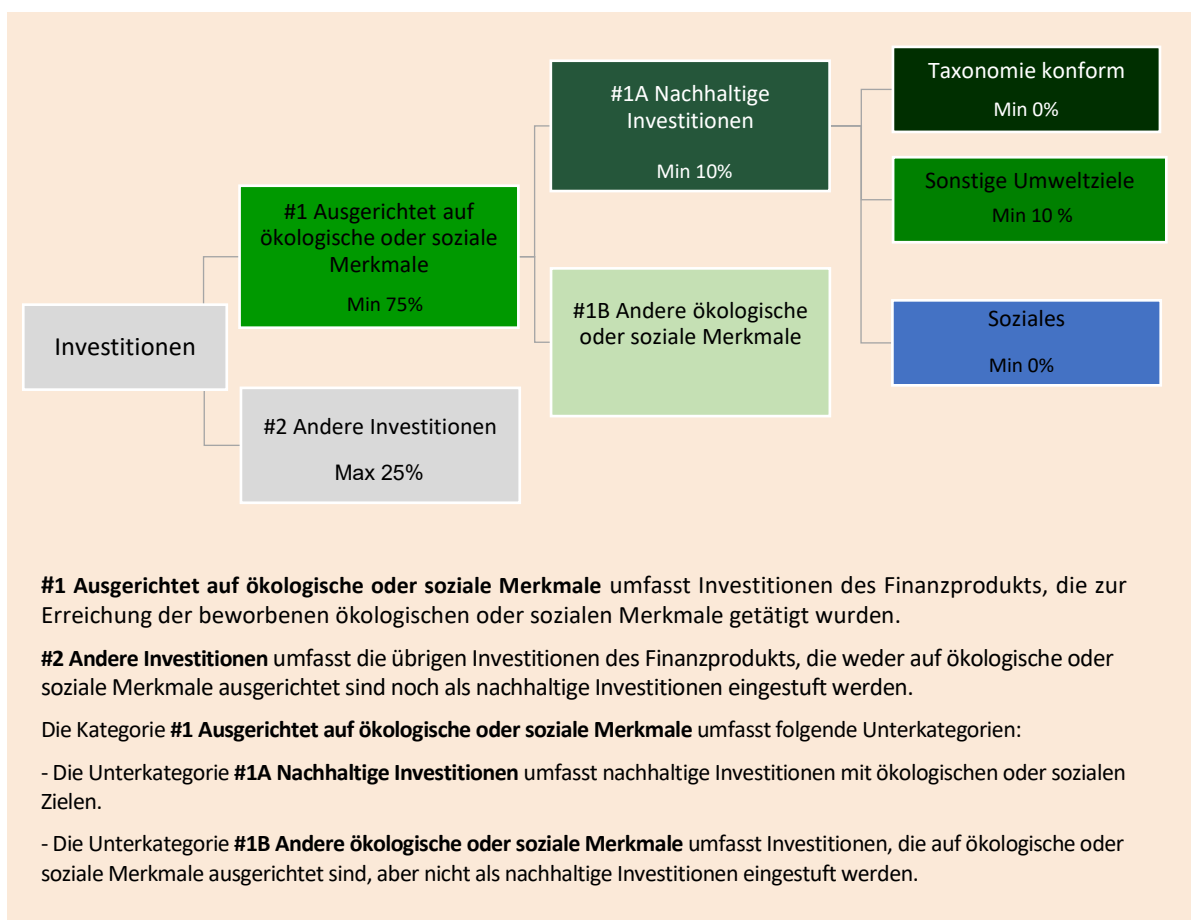 Investitionen
#1 Ausgerichtet auf
ökologische oder soziale
Merkmale
Min 75%
#2 Andere Investitionen
Max 25%
#1A Nachhaltige
Investitionen
Min 10%
#1B Andere ökologische
oder soziale Merkmale
Taxonomie konform
Min 0%
Sonstige Umweltziele
Min 10 %
Soziales
Min 0%
#1 Ausgerichtet auf ökologische oder soziale Merkmale umfasst Investitionen des Finanzprodukts, die zur
Erreichung der beworbenen ökologischen oder sozialen Merkmale getätigt wurden.
#2 Andere Investitionen umfasst die übrigen Investitionen des Finanzprodukts, die weder auf ökologische oder
soziale Merkmale ausgerichtet sind noch als nachhaltige Investitionen eingestuft werden.
Die Kategorie #1 Ausgerichtet auf ökologische oder soziale Merkmale umfasst folgende Unterkategorien:
- Die Unterkategorie #1A Nachhaltige Investitionen umfasst nachhaltige Investitionen mit ökologischen oder sozialen
Zielen.
- Die Unterkategorie #1B Andere ökologische oder soziale Merkmale umfasst Investitionen, die auf ökologische oder
soziale Merkmale ausgerichtet sind, aber nicht als nachhaltige Investitionen eingestuft werden.